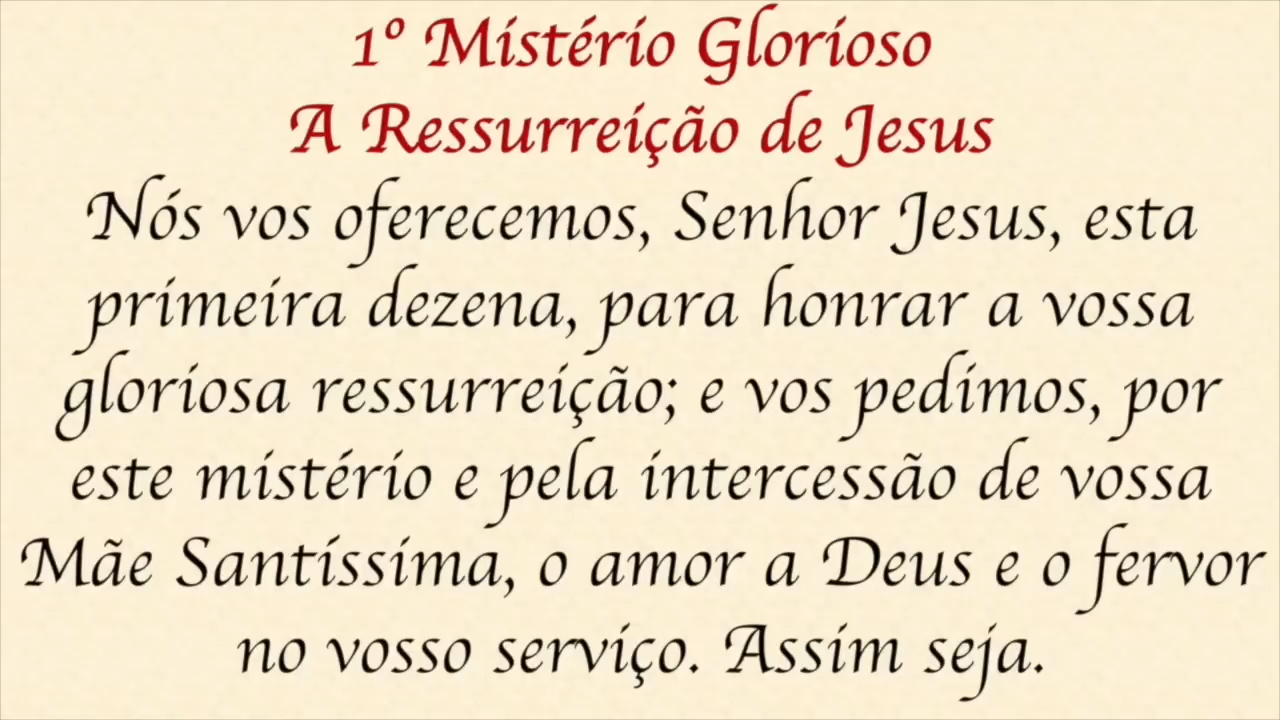 1º Mistério Glorioso
A Ressurreição de Jesus
Nós vos oferecemos, Senhor Jesus, esta
primeira dezena, para honrar a vossa
gloriosa ressurreição; e vos pedimos, por
este mistério e pela intercessão de vossa
Mãe Santíssima, o amor a Deus e o fervor
no vosso serviço. Assim seja.